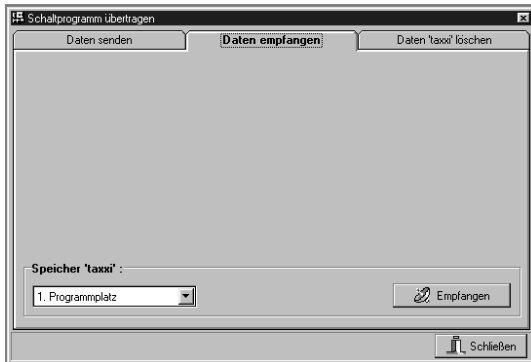 Schaltprogramm übertragen
Daten senden
Daten empfangen
Daten 'taxxi' löschen
Speicher 'taxxi' :
1. Programmplatz
Empfangen
Schließen